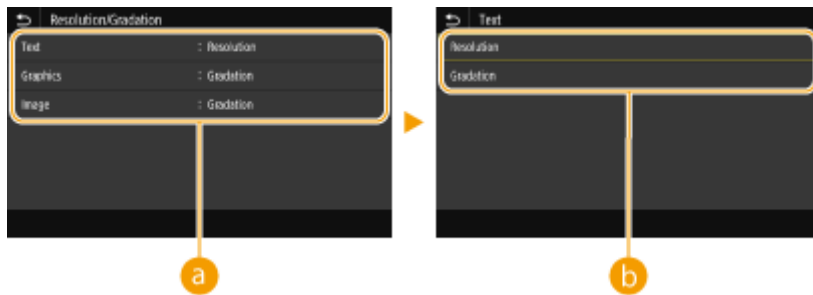 Resolution/Gradation
Text : Resolution
Graphics : Gradation
Image : Gradation
a
Text
Resolution
Gradation
b